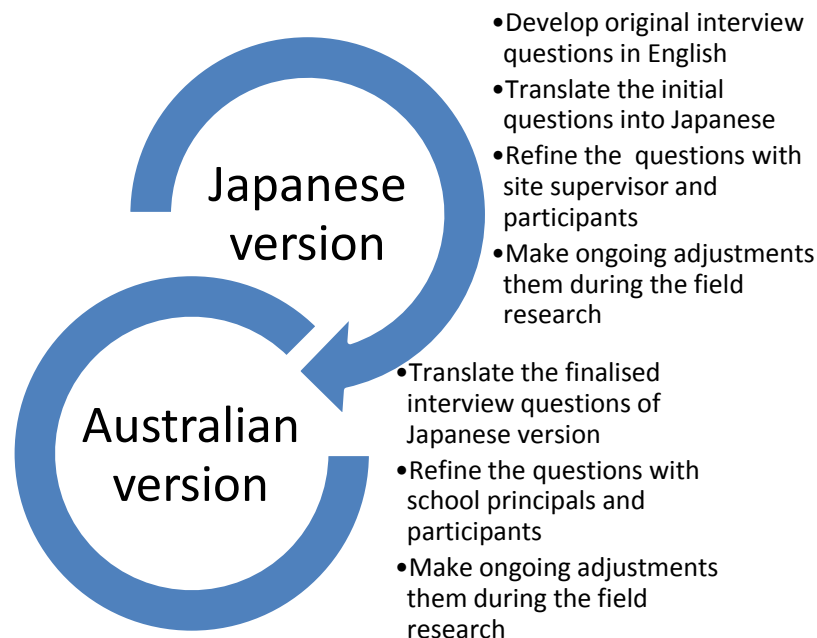 Japanese
version
•Develop original interview
questions in English
•Translate the initial
questions into Japanese
•Refine the  questions with
site supervisor and
participants
•Make ongoing adjustments
them during the field
research
Australian
version
•Translate the finalised
interview questions of
Japanese version
•Refine the questions with
school principals and
participants
•Make ongoing adjustments
them during the field
research